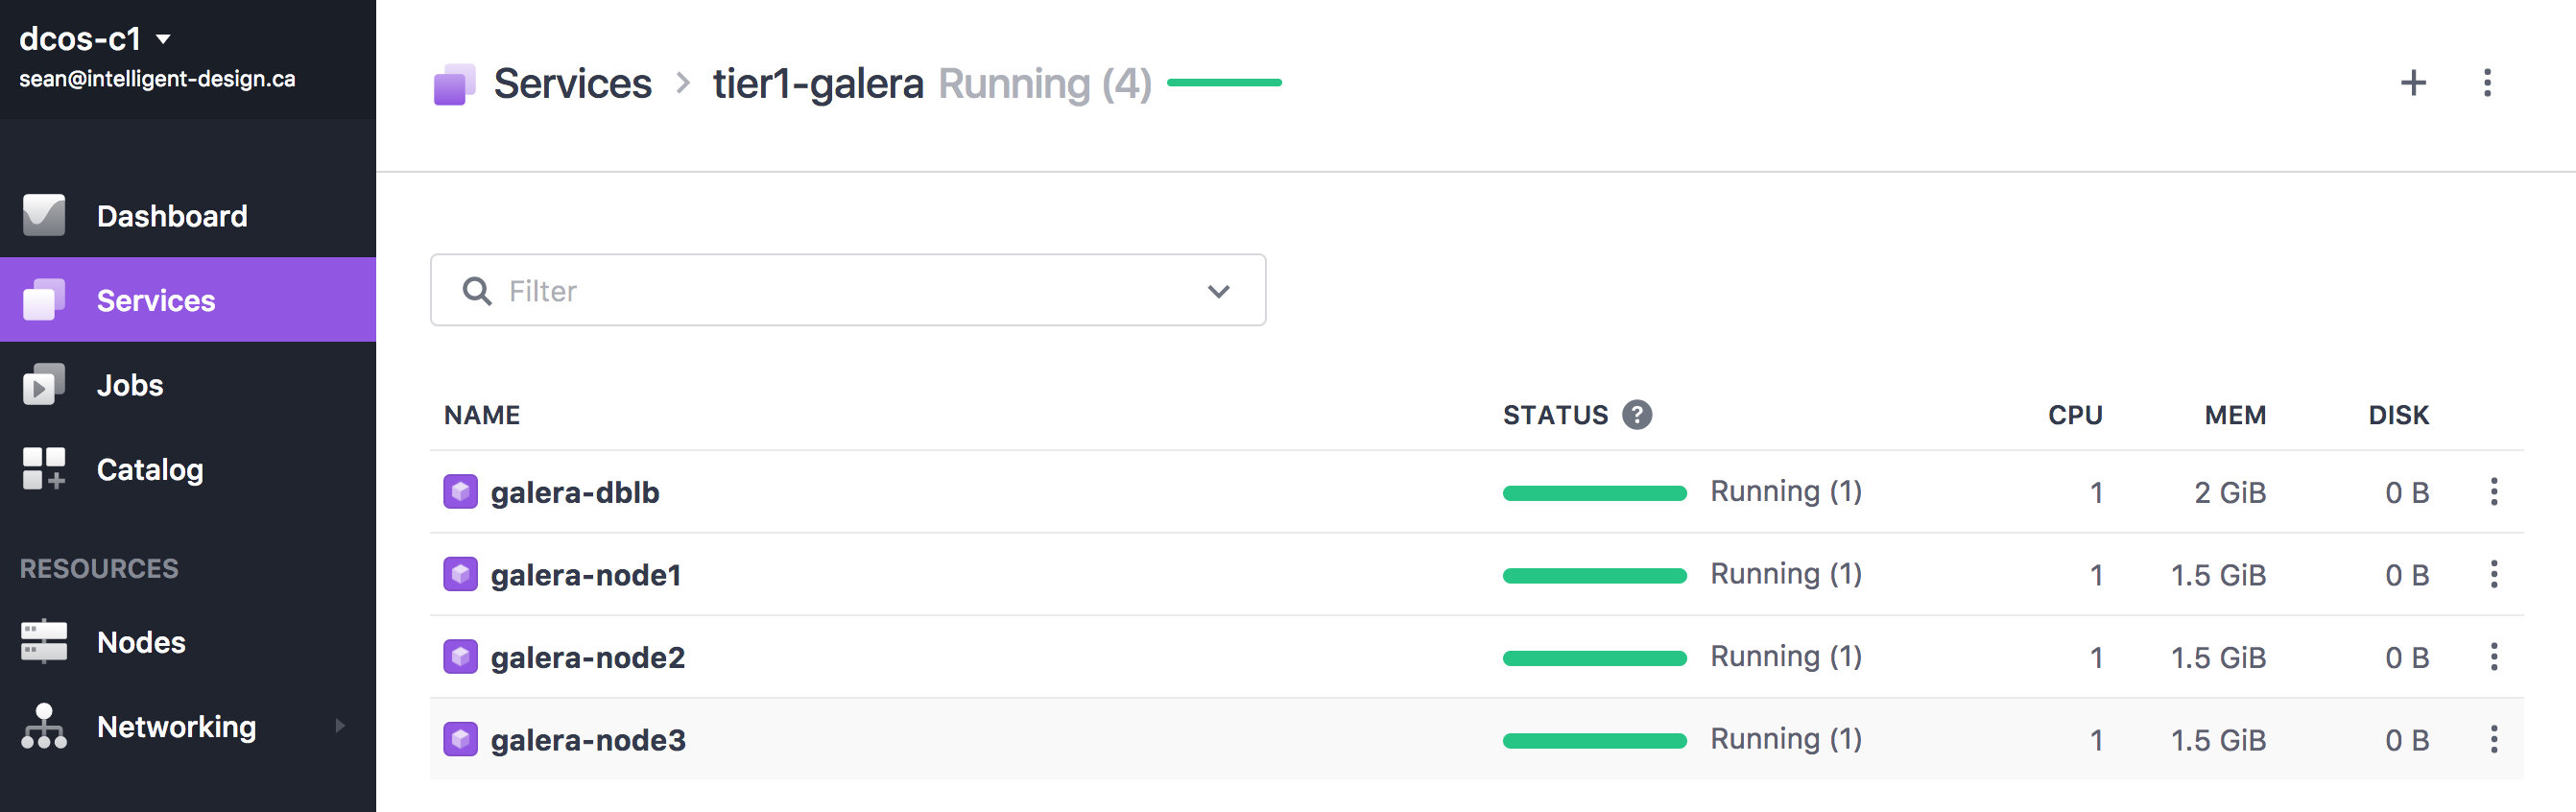 dcos-c1
sean@intelligent-design.ca
Dashboard
Services
Jobs
Catalog
RESOURCES
Nodes
Networking
Services > tier1-galera Running (4)
Filter
NAME STATUS ? CPU MEM DISK
galera-dblb Running (1) 1 2 GiB 0 B
galera-node1 Running (1) 1 1.5 GiB 0 B
galera-node2 Running (1) 1 1.5 GiB 0 B
galera-node3 Running (1) 1 1.5 GiB 0 B